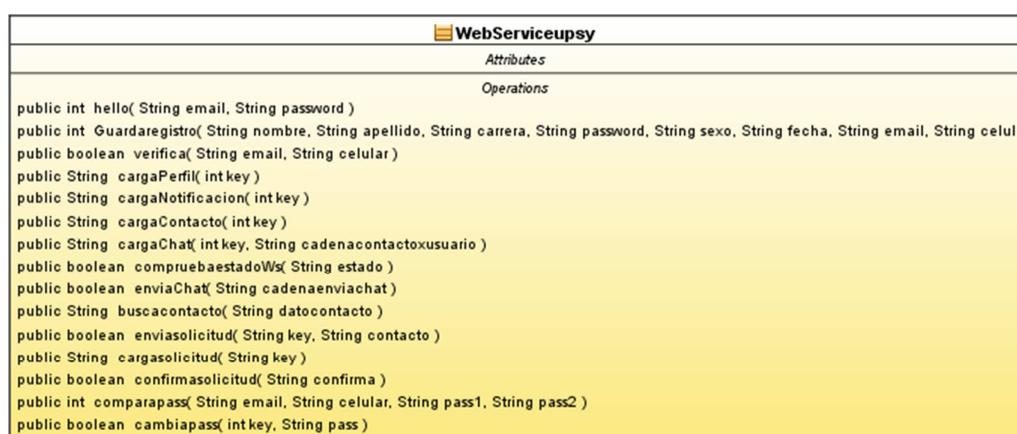 WebServiceupsy
Attributes
Operations
public int hello( String email, String password )
public int Guardaregistro( String nombre, String apellido, String carrera, String password, String sexo, String fecha, String email, String celul
public boolean verifica( String email, String celular )
public String cargaPerfil( int key )
public String cargaNotificacion( int key )
public String cargaContacto( int key )
public String cargaChat( int key, String cadenacontactoxusuario )
public boolean compruebaestadoWs( String estado )
public boolean enviaChat( String cadenaenviachat )
public String buscacontacto( String datocontacto )
public boolean enviasolicitud( String key, String contacto )
public String cargasolicitud( String key )
public boolean confirmasolicitud( String confirma )
public int comparapass( String email, String celular, String pass1, String pass2 )
public boolean cambiapass( int key, String pass )